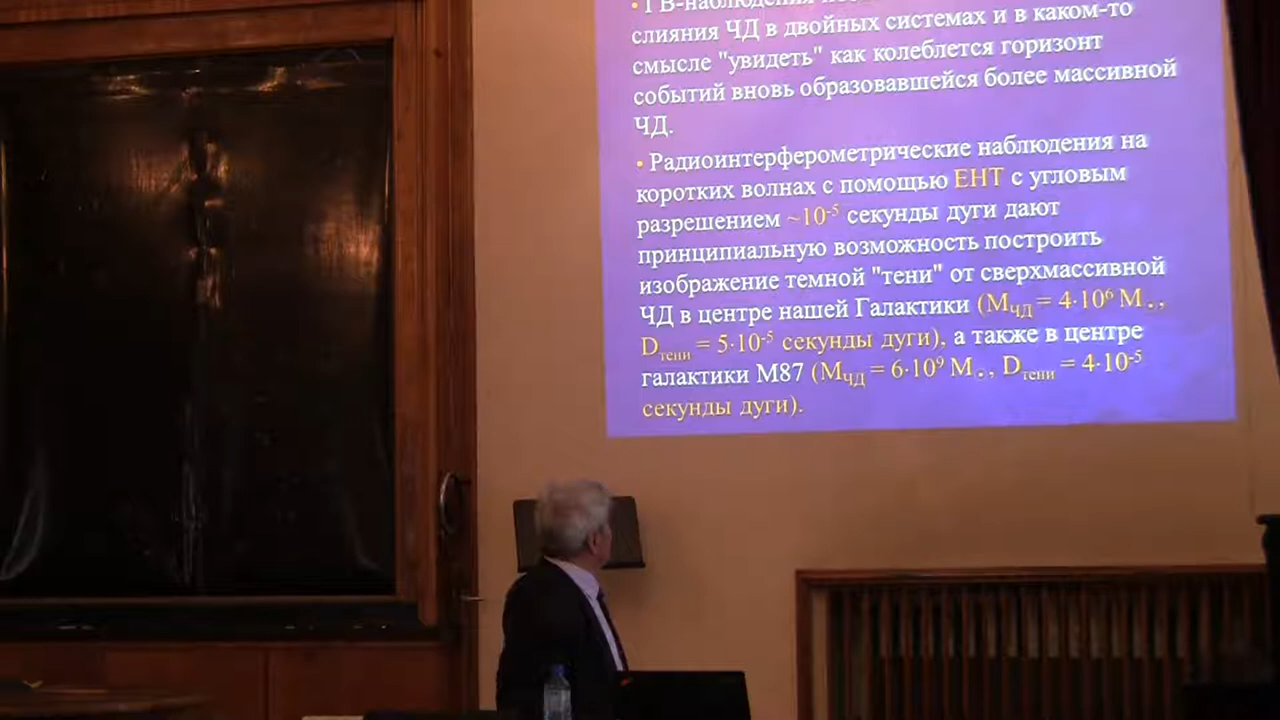 • ГВ-наблюдения
слияния ЧД в двойных системах и в каком-то
смысле "увидеть" как колеблется горизонт
событий вновь образовавшейся более массивной
ЧД.
• Радиоинтерферометрические наблюдения на
коротких волнах с помощью EHT с угловым
разрешением ~10⁻⁵ секунды дуги дают
принципиальную возможность построить
изображение темной "тени" от сверхмассивной
ЧД в центре нашей Галактики (MЧД = 4·10⁶ M☉,
Dтени = 5·10⁻⁵ секунды дуги), а также в центре
галактики M87 (MЧД = 6·10⁹ M☉, Dтени = 4·10⁻⁵
секунды дуги).